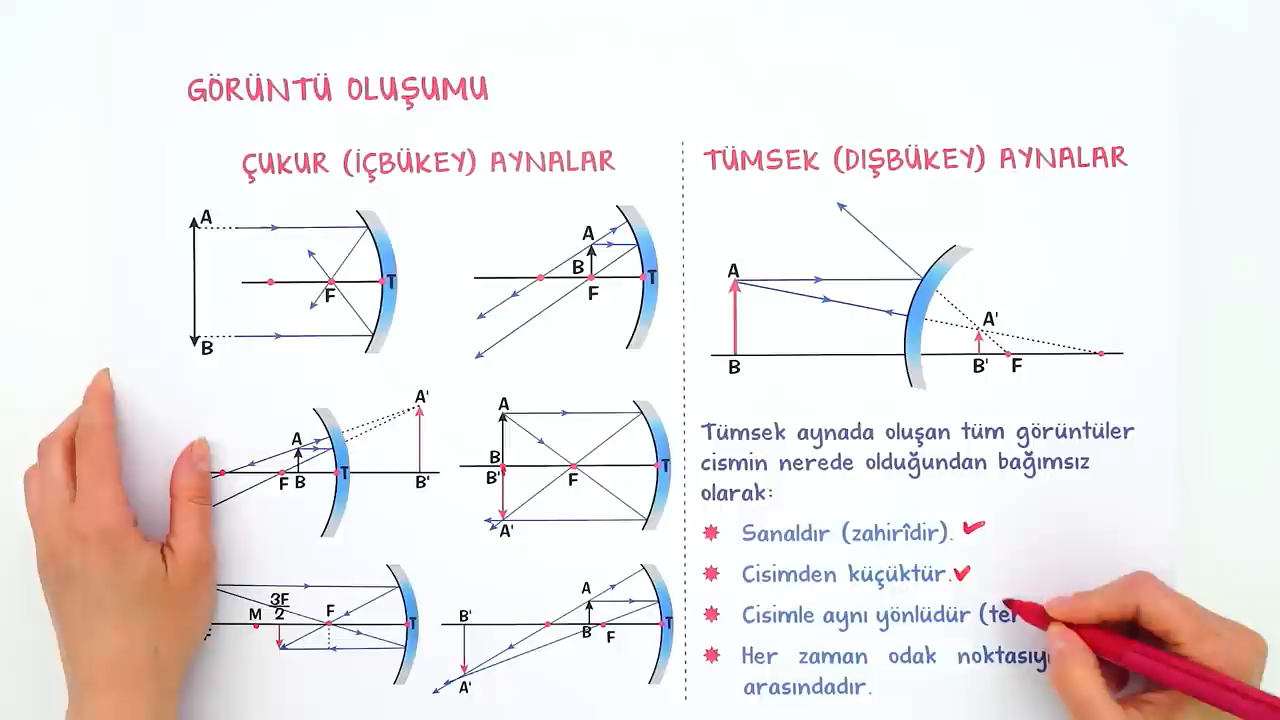 GÖRÜNTÜ OLUŞUMU
ÇUKUR (İÇBÜKEY) AYNALAR
A
F
T
B
A
B
F
T
A'
A
F B
T
B'
A
B
B'
F
T
A'
3F
2
M
F
T
A
B'
B
F
T
A'
TÜMSEK (DIŞBÜKEY) AYNALAR
A
A'
B
B'
F
Tümsek aynada oluşan tüm görüntüler
cismin nerede olduğundan bağımsız
olarak:
Sanaldır (zahirîdir).
Cisimden küçüktür.
Cisimle aynı yönlüdür
Her zaman odak
arasındadır.